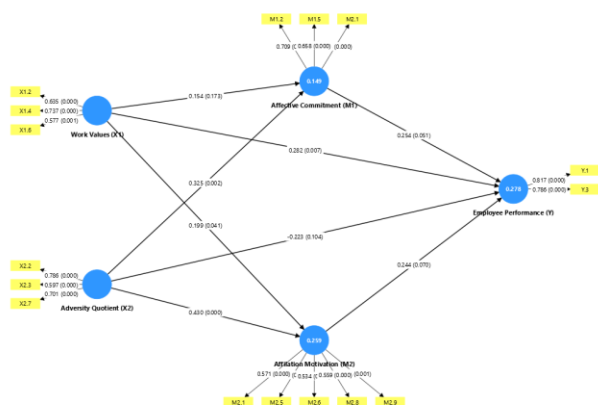 M1.2
M1.5
M2.1
0.709
0.658 (0.000)
(0.000)
0.149
Affective Commitment (M1)
X1.2
X1.4
X1.8
0.635 (0.000)
0.737 (0.000)
0.577 (0.001)
Work Values (X1)
0.154 (0.173)
0.282 (0.007)
0.254 (0.051)
0.325 (0.002)
0.199 (0.041)
0.278
Employee Performance (Y)
0.817 (0.000)
0.786 (0.000)
Y.1
Y.3
X2.2
X2.3
X2.7
0.786 (0.000)
0.597 (0.000)
0.701 (0.000)
Adversity Quotient (X2)
-0.223 (0.104)
0.244 (0.070)
0.430 (0.000)
0.259
Affiliation Motivation (M2)
0.571 (0.000)
0.534
0.559 (0.000)
(0.001)
M2.1
M2.5
M2.6
M2.8
M2.9